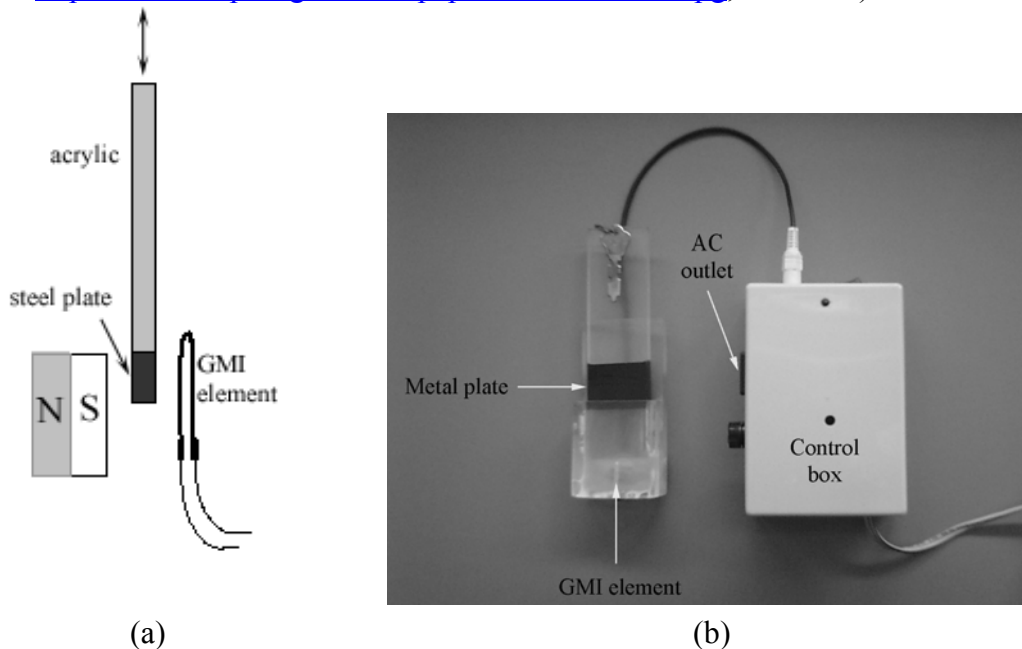 acrylic
steel plate
GMI
element
N S
(a)
AC
outlet
Metal plate
Control
box
GMI element
(b)